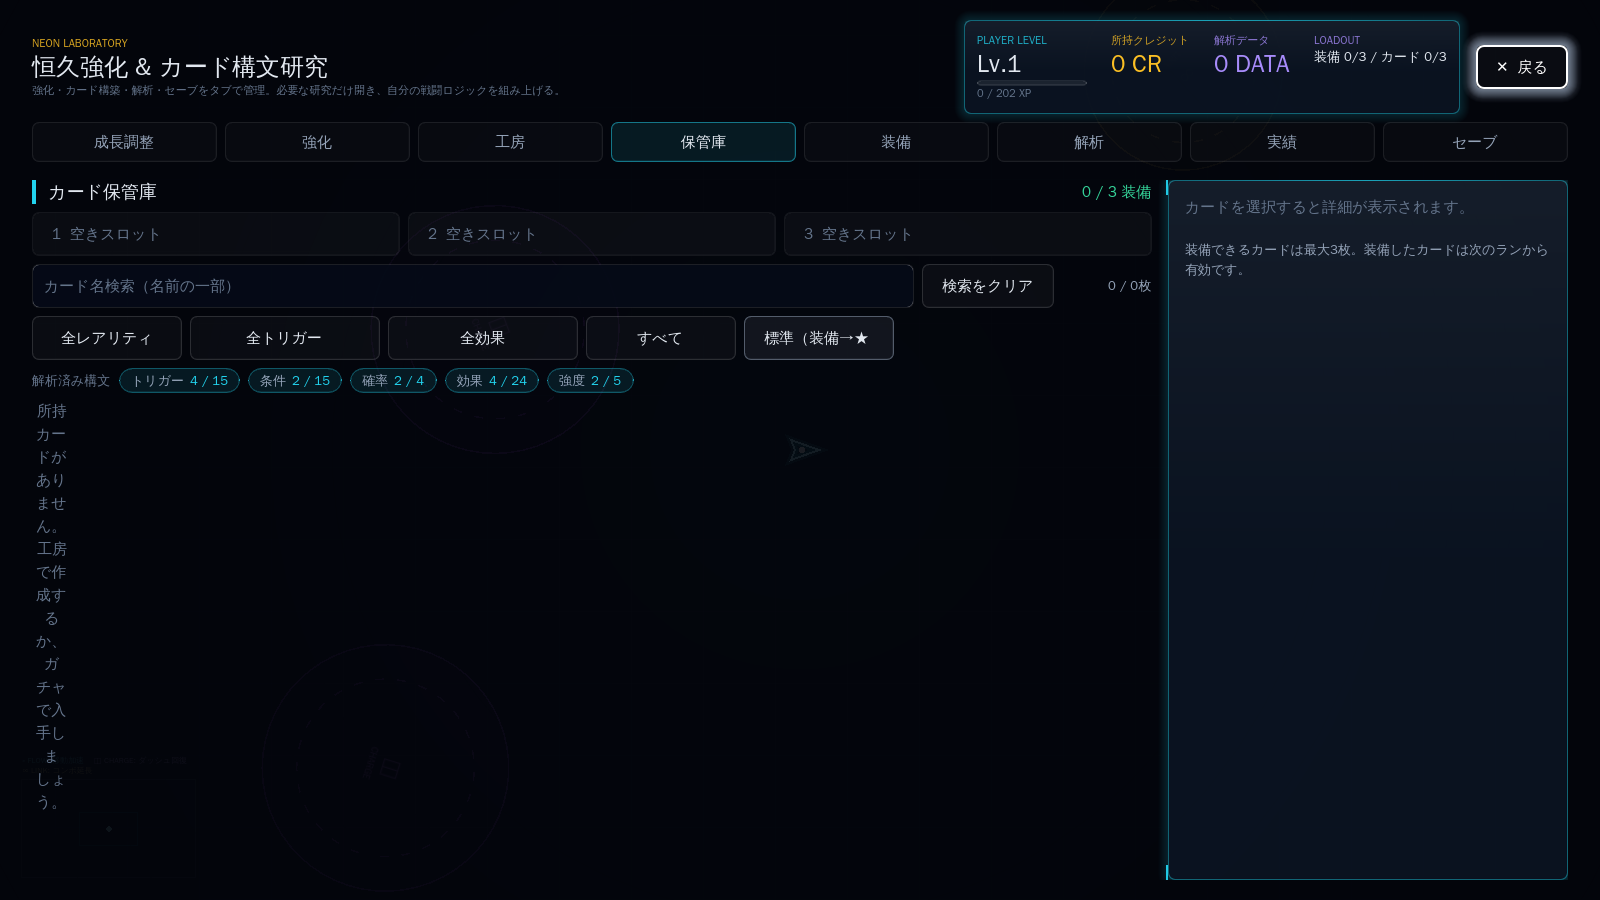 NEON LABORATORY
恒久強化 & カード構文研究
強化・カード構築・解析・セーブをタブで管理。必要な研究だけ開き、自分の戦闘ロジックを組み上げる。
PLAYER LEVEL
Lv.1
0 / 202 XP
所持クレジット
0 CR
解析データ
0 DATA
LOADOUT
装備 0/3 / カード 0/3
✕ 戻る
成長調整
強化
工房
保管庫
装備
解析
実績
セーブ
カード保管庫
0 / 3 装備
1 空きスロット
2 空きスロット
3 空きスロット
カード名検索（名前の一部）
検索をクリア
0 / 0枚
全レアリティ
全トリガー
全効果
すべて
標準（装備→★
解析済み構文
トリガー 4 / 15
条件 2 / 15
確率 2 / 4
効果 4 / 24
強度 2 / 5
所持
カー
ドが
あり
ませ
ん。
工房
で作
成す
る
か、
ガ
チャ
で入
手し
ま
しょ
う。
カードを選択すると詳細が表示されます。
装備できるカードは最大3枚。装備したカードは次のランから
有効です。